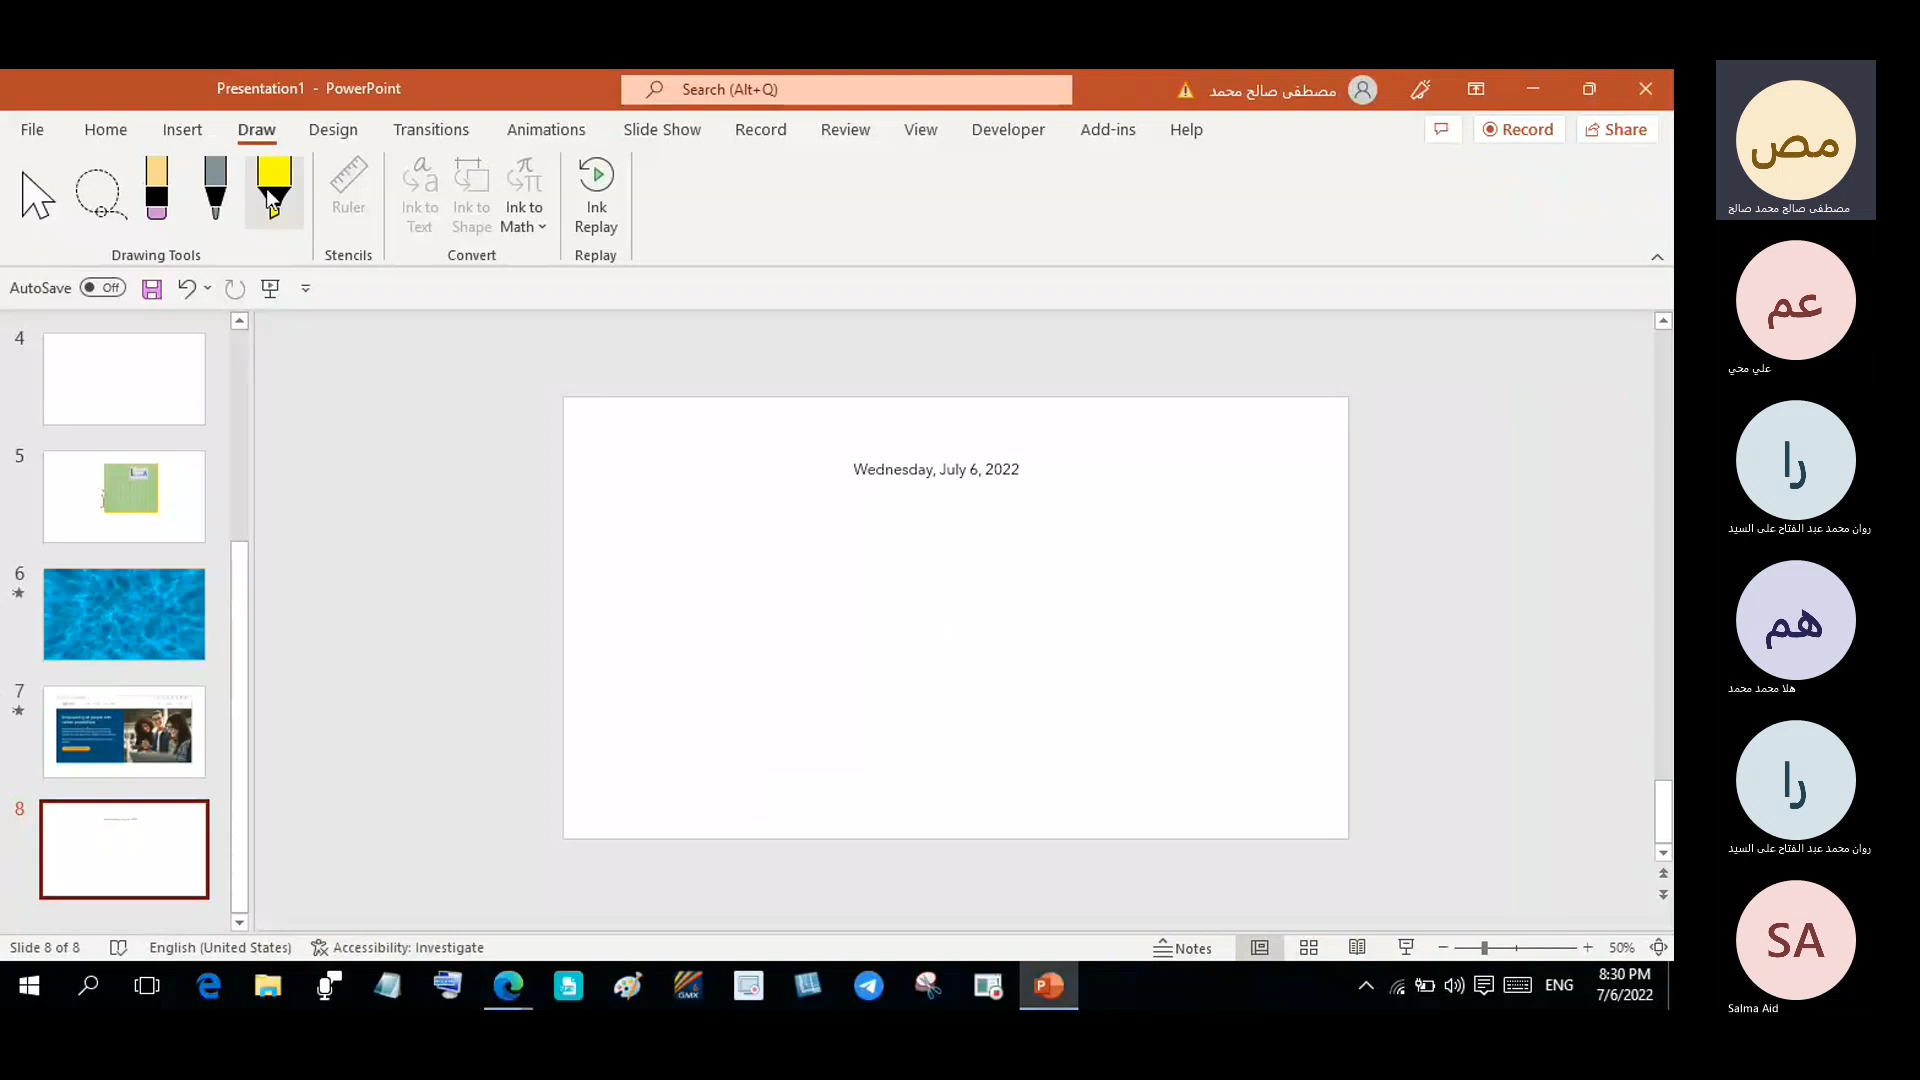 Presentation1 - PowerPoint
Search (Alt+Q)
مصطفى صالح محمد
File Home Insert Draw Design Transitions Animations Slide Show Record Review View Developer Add-ins Help
Record
Share
Ruler
Ink to Text
Ink to Shape
Ink to Math
Ink Replay
Drawing Tools
Stencils
Convert
Replay
AutoSave Off
4
5
6
7
8
Wednesday, July 6, 2022
Slide 8 of 8
English (United States)
Accessibility: Investigate
Notes
50%
ENG
8:30 PM
7/6/2022
مص
مصطفى صالح محمد صالح
عم
علي محي
را
روان محمد عبد الفتاح على السيد
هم
هلا محمد محمد
را
روان محمد عبد الفتاح على السيد
SA
Salma Aid